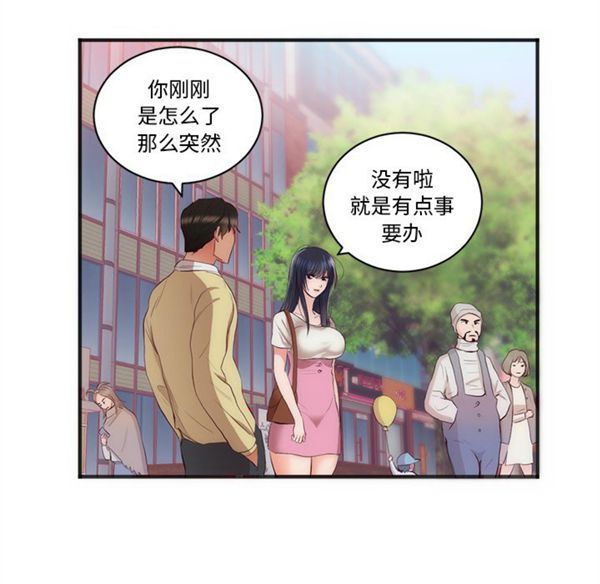 你刚刚
是怎么了
那么突然
没有啦
就是有点事
要办